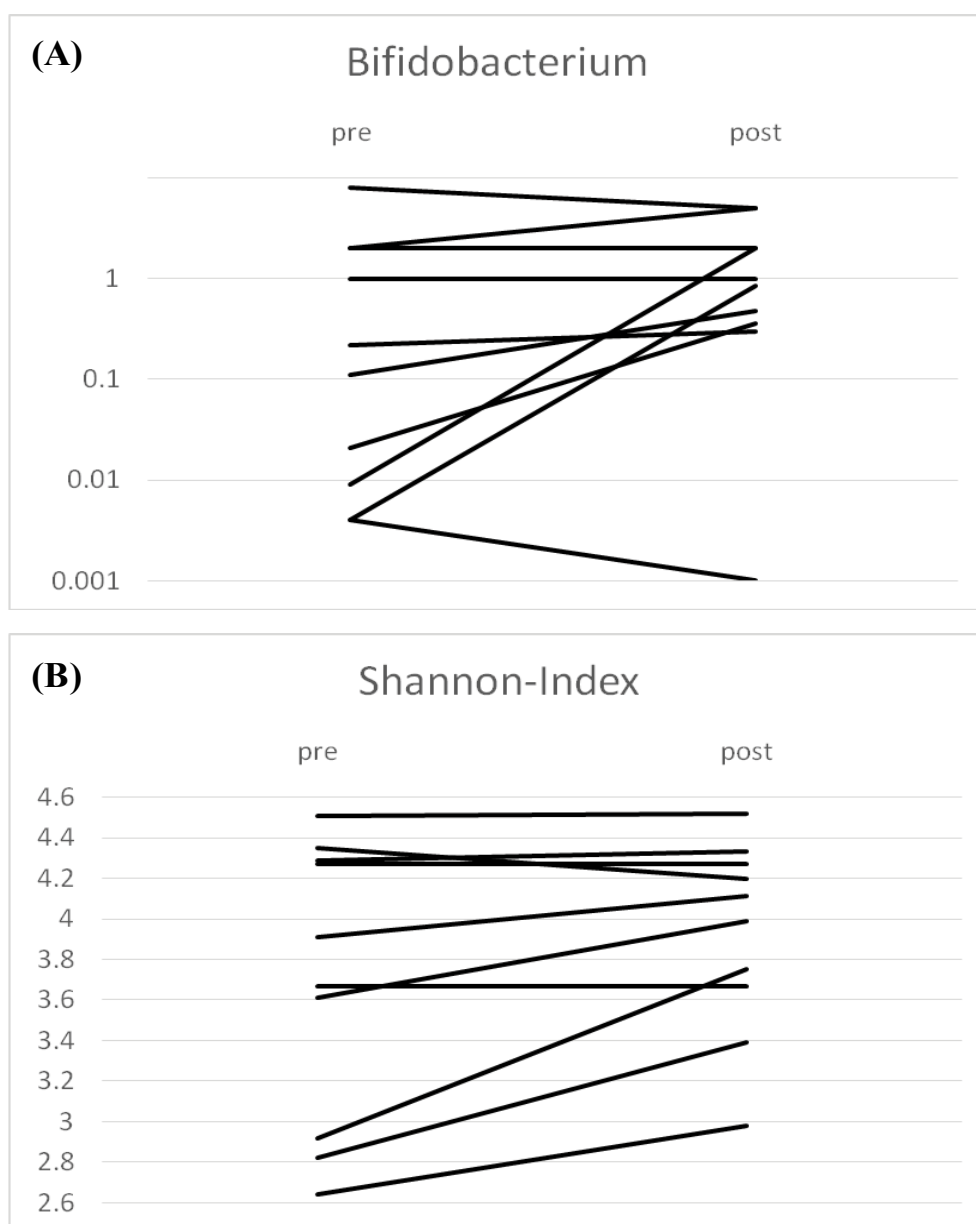 (A)
Bifidobacterium
pre post
1
0.1
0.01
0.001
(B)
Shannon-Index
pre post
4.6
4.4
4.2
4
3.8
3.6
3.4
3.2
3
2.8
2.6